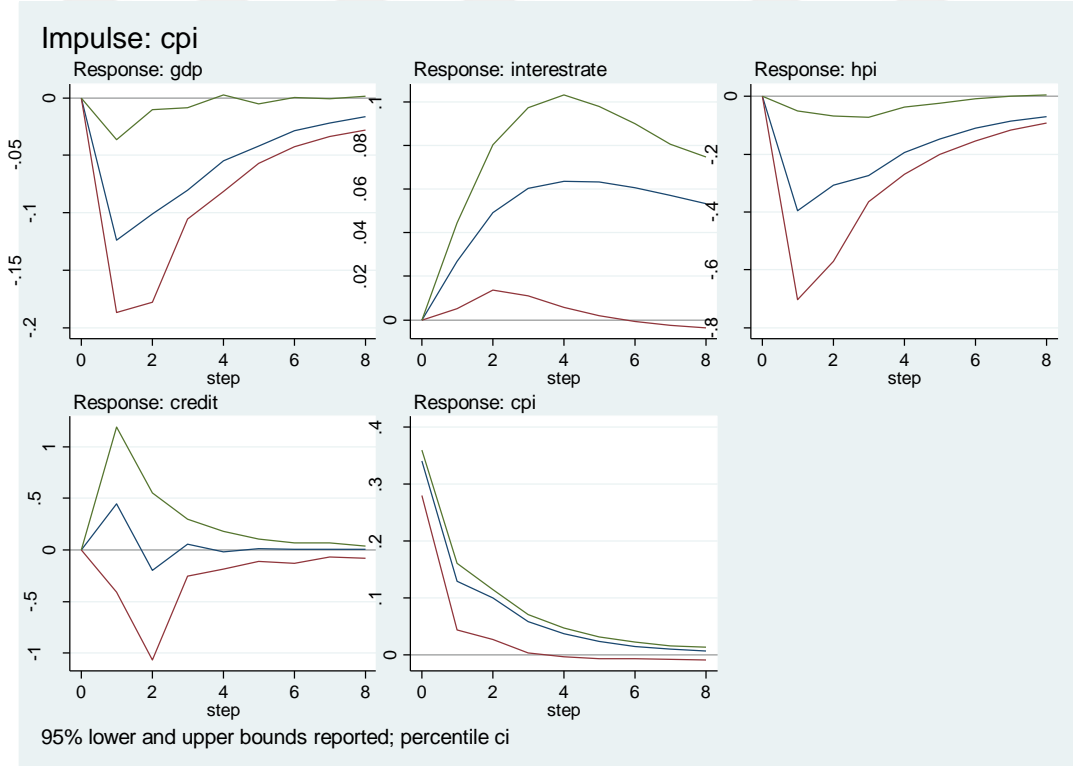 Impulse: cpi
Response: gdp
0
-.05
-.1
-.15
-.2
0 2 4 6 8
step
Response: interestrate
.1
.08
.06
.04
.02
0
0 2 4 6 8
step
Response: hpi
0
-.2
-.4
-.6
-.8
0 2 4 6 8
step
Response: credit
1
.5
0
-.5
-1
0 2 4 6 8
step
Response: cpi
.4
.3
.2
.1
0
0 2 4 6 8
step
95% lower and upper bounds reported; percentile ci